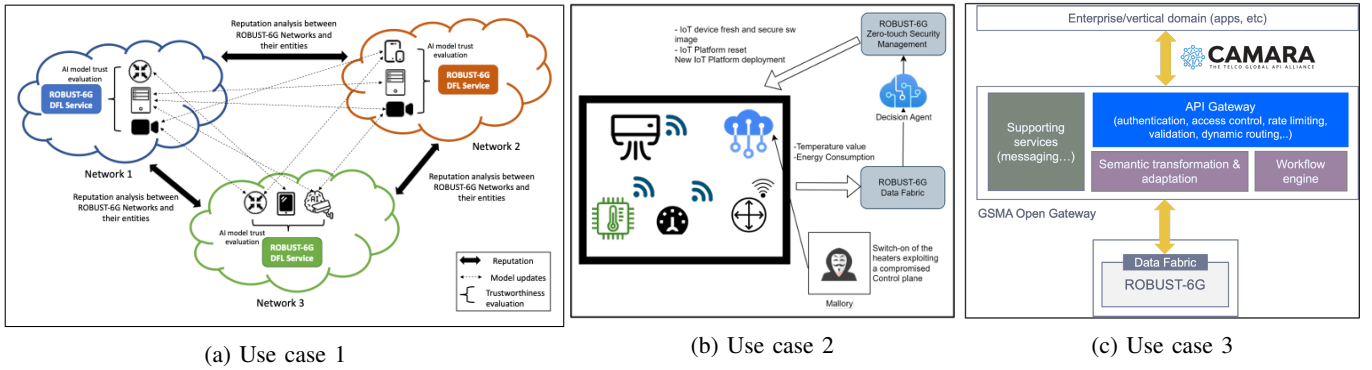 Reputation analysis between
ROBUST-6G Networks and
their entities
AI model trust
evaluation
ROBUST-6G
DFL Service
Network 1
AI model trust
evaluation
ROBUST-6G
DFL Service
Network 2
Reputation analysis between
ROBUST-6G Networks and
their entities
Reputation analysis between
ROBUST-6G Networks and
their entities
AI
AI model trust
evaluation
ROBUST-6G
DFL Service
Network 3
Reputation
Model updates
Trustworthiness
evaluation
(a) Use case 1
- IoT device fresh and secure sw
image
- IoT Platform reset
New IoT Platform deployment
ROBUST-6G
Zero-touch Security
Management
Decision Agent
-Temperature value
-Energy Consumption
ROBUST-6G
Data Fabric
Switch-on of the
heaters exploiting
a compromised
Control plane
Mallory
(b) Use case 2
Enterprise/vertical domain (apps, etc)
CAMARA
THE TELCO GLOBAL API ALLIANCE
Supporting
services
(messaging…)
API Gateway
(authentication, access control, rate limiting,
validation, dynamic routing,..)
Semantic transformation &
adaptation
Workflow
engine
GSMA Open Gateway
Data Fabric
ROBUST-6G
(c) Use case 3